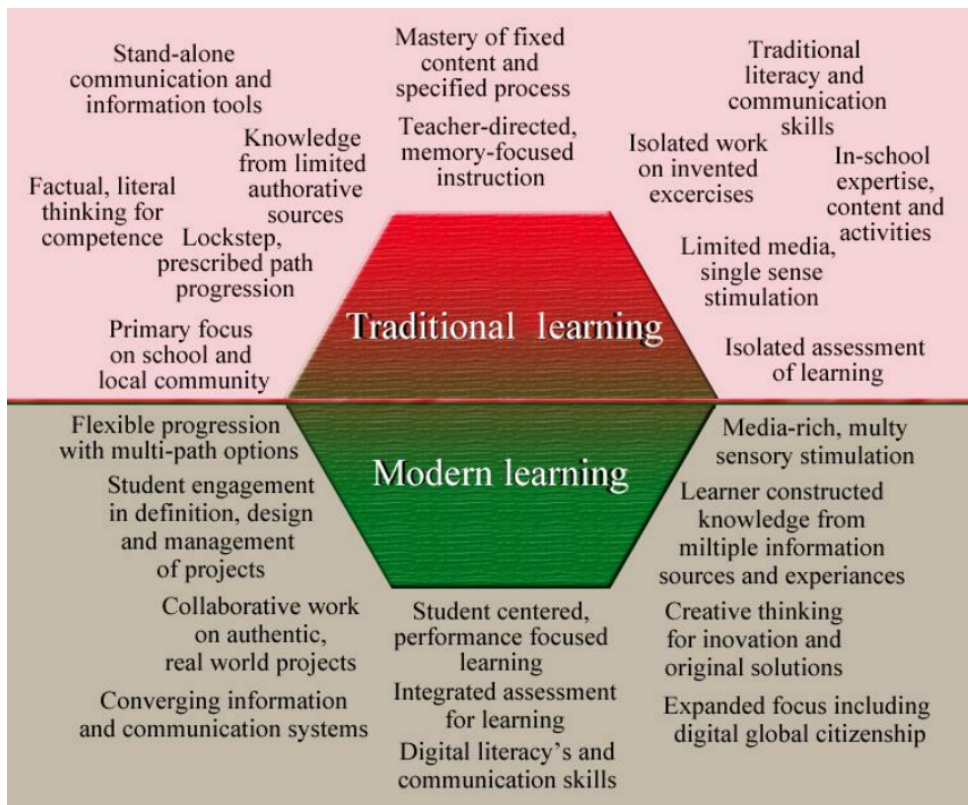 Stand-alone
communication and
information tools
Mastery of fixed
content and
specified process
Traditional
literacy and
communication
skills
Knowledge
from limited
authorative
sources
Teacher-directed,
memory-focused
instruction
Isolated work
on invented
excercises
In-school
expertise,
content and
activities
Factual, literal
thinking for
competence
Lockstep,
prescribed path
progression
Limited media,
single sense
stimulation
Primary focus
on school and
local community
Traditional learning
Isolated assessment
of learning
Flexible progression
with multi-path options
Modern learning
Media-rich, multy
sensory stimulation
Student engagement
in definition, design
and management
of projects
Learner constructed
knowledge from
miltiple information
sources and experiances
Collaborative work
on authentic,
real world projects
Student centered,
performance focused
learning
Creative thinking
for inovation and
original solutions
Converging information
and communication systems
Integrated assessment
for learning
Expanded focus including
digital global citizenship
Digital literacy's and
communication skills